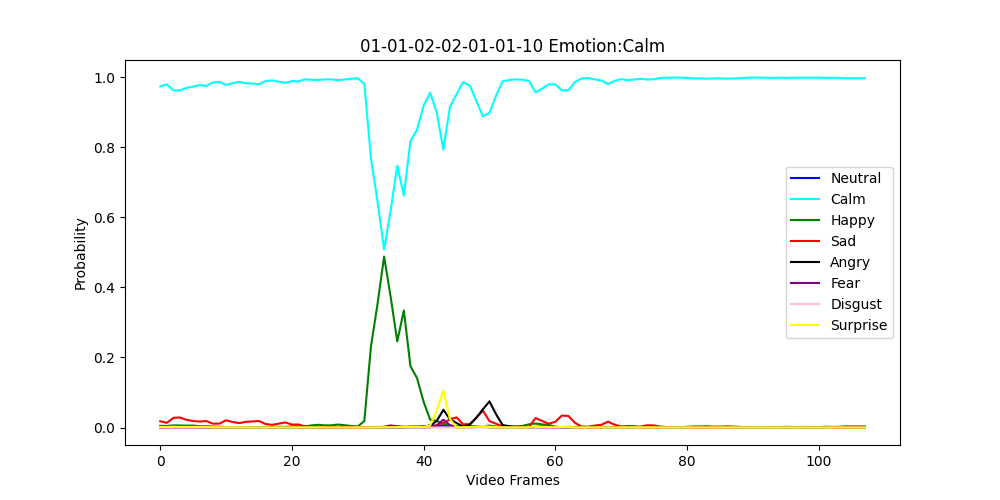 01-01-02-02-01-01-10 Emotion:Calm
Probability
1.0
0.8
0.6
0.4
0.2
0.0
Neutral
Calm
Happy
Sad
Angry
Fear
Disgust
Surprise
0 20 40 60 80 100
Video Frames